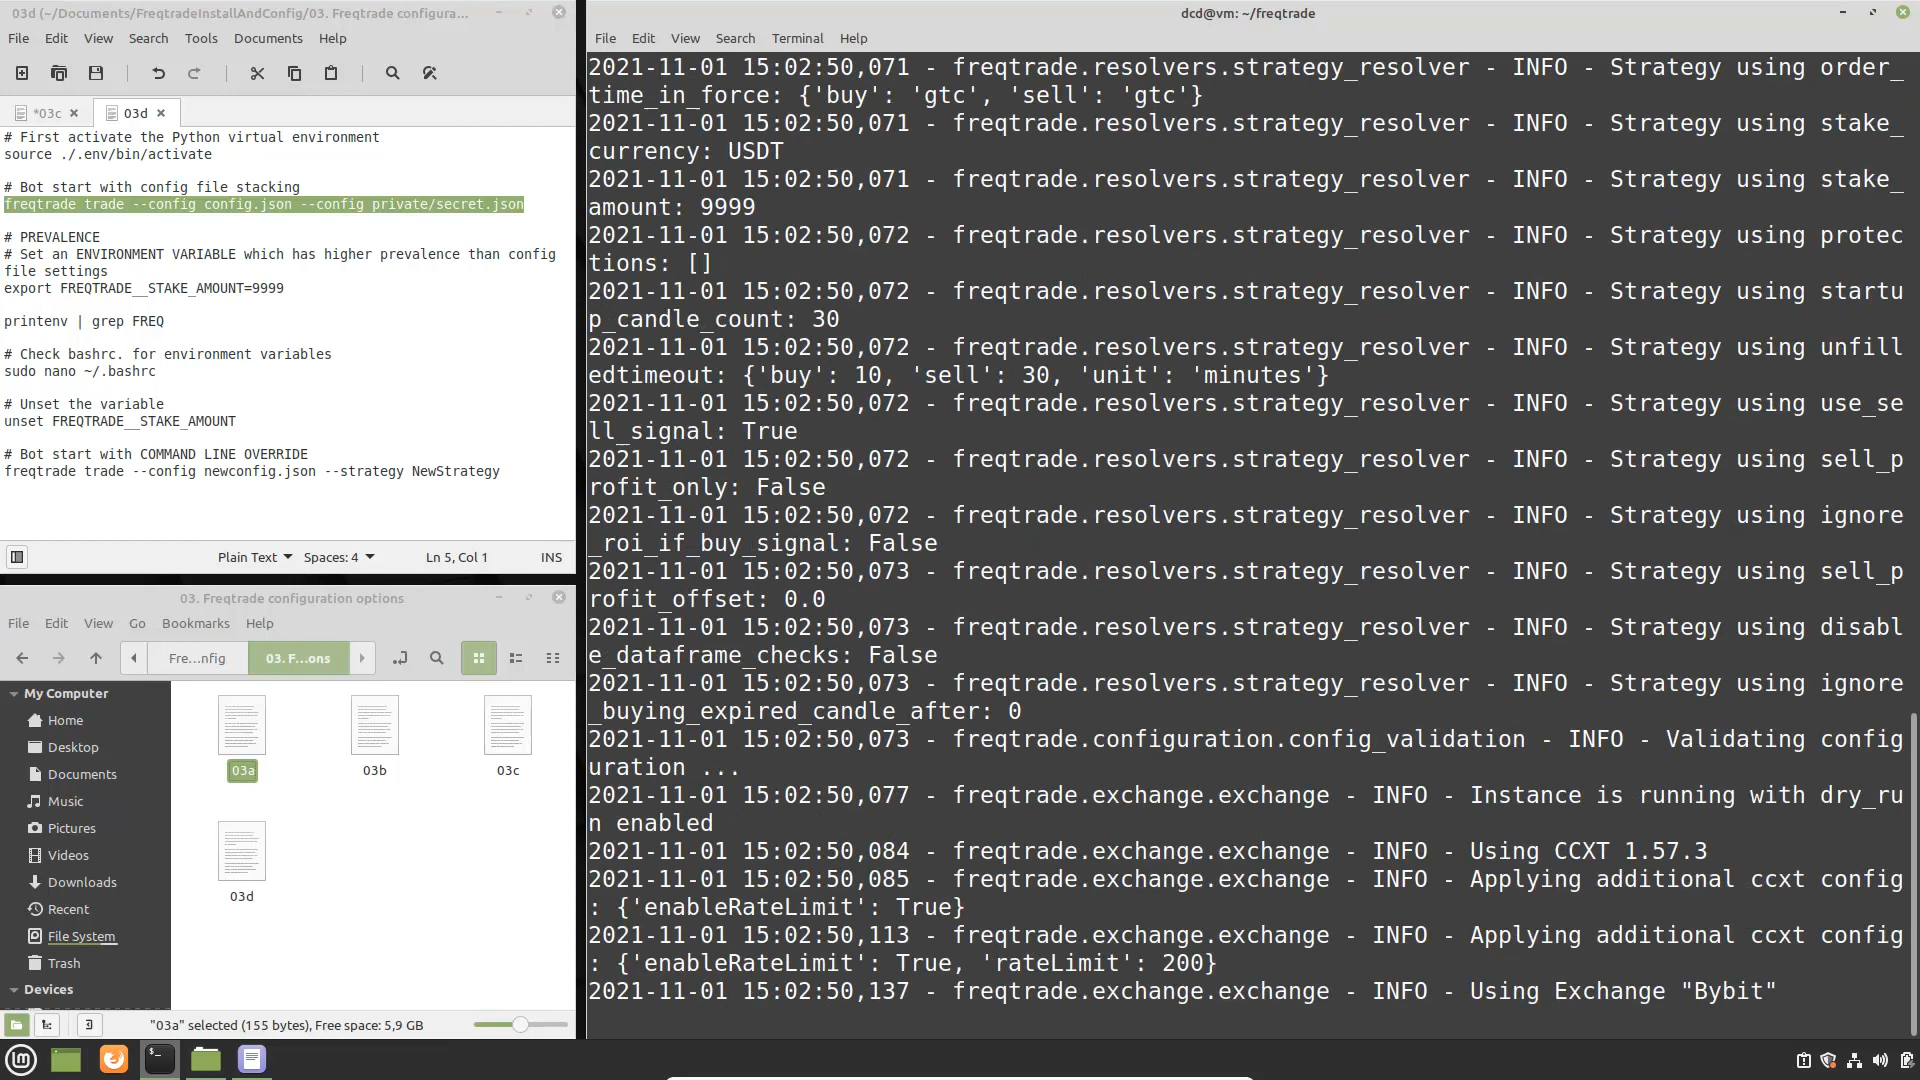 03d (~/Documents/FreqtradeInstallAndConfig/03. Freqtrade configura...
File Edit View Search Tools Documents Help
*03c
03d
# First activate the Python virtual environment
source ./.env/bin/activate
# Bot start with config file stacking
freqtrade trade --config config.json --config private/secret.json
# PREVALENCE
# Set an ENVIRONMENT VARIABLE which has higher prevalence than config
file settings
export FREQTRADE__STAKE_AMOUNT=9999
printenv | grep FREQ
# Check bashrc. for environment variables
sudo nano ~/.bashrc
# Unset the variable
unset FREQTRADE__STAKE_AMOUNT
# Bot start with COMMAND LINE OVERRIDE
freqtrade trade --config newconfig.json --strategy NewStrategy
Plain Text Spaces: 4 Ln 5, Col 1 INS
03. Freqtrade configuration options
File Edit View Go Bookmarks Help
Fre...nfig 03. F...ons
My Computer
Home
Desktop
Documents
Music
Pictures
Videos
Downloads
Recent
File System
Trash
Devices
03a
03b
03c
03d
"03a" selected (155 bytes), Free space: 5,9 GB
dcd@vm: ~/freqtrade
File Edit View Search Terminal Help
2021-11-01 15:02:50,071 - freqtrade.resolvers.strategy_resolver - INFO - Strategy using order_
time_in_force: {'buy': 'gtc', 'sell': 'gtc'}
2021-11-01 15:02:50,071 - freqtrade.resolvers.strategy_resolver - INFO - Strategy using stake_
currency: USDT
2021-11-01 15:02:50,071 - freqtrade.resolvers.strategy_resolver - INFO - Strategy using stake_
amount: 9999
2021-11-01 15:02:50,072 - freqtrade.resolvers.strategy_resolver - INFO - Strategy using protec
tions: []
2021-11-01 15:02:50,072 - freqtrade.resolvers.strategy_resolver - INFO - Strategy using startu
p_candle_count: 30
2021-11-01 15:02:50,072 - freqtrade.resolvers.strategy_resolver - INFO - Strategy using unfill
edtimeout: {'buy': 10, 'sell': 30, 'unit': 'minutes'}
2021-11-01 15:02:50,072 - freqtrade.resolvers.strategy_resolver - INFO - Strategy using use_se
ll_signal: True
2021-11-01 15:02:50,072 - freqtrade.resolvers.strategy_resolver - INFO - Strategy using sell_p
rofit_only: False
2021-11-01 15:02:50,072 - freqtrade.resolvers.strategy_resolver - INFO - Strategy using ignore
_roi_if_buy_signal: False
2021-11-01 15:02:50,073 - freqtrade.resolvers.strategy_resolver - INFO - Strategy using sell_p
rofit_offset: 0.0
2021-11-01 15:02:50,073 - freqtrade.resolvers.strategy_resolver - INFO - Strategy using disabl
e_dataframe_checks: False
2021-11-01 15:02:50,073 - freqtrade.resolvers.strategy_resolver - INFO - Strategy using ignore
_buying_expired_candle_after: 0
2021-11-01 15:02:50,073 - freqtrade.configuration.config_validation - INFO - Validating config
uration ...
2021-11-01 15:02:50,077 - freqtrade.exchange.exchange - INFO - Instance is running with dry_ru
n enabled
2021-11-01 15:02:50,084 - freqtrade.exchange.exchange - INFO - Using CCXT 1.57.3
2021-11-01 15:02:50,085 - freqtrade.exchange.exchange - INFO - Applying additional ccxt config
: {'enableRateLimit': True}
2021-11-01 15:02:50,113 - freqtrade.exchange.exchange - INFO - Applying additional ccxt config
: {'enableRateLimit': True, 'rateLimit': 200}
2021-11-01 15:02:50,137 - freqtrade.exchange.exchange - INFO - Using Exchange "Bybit"